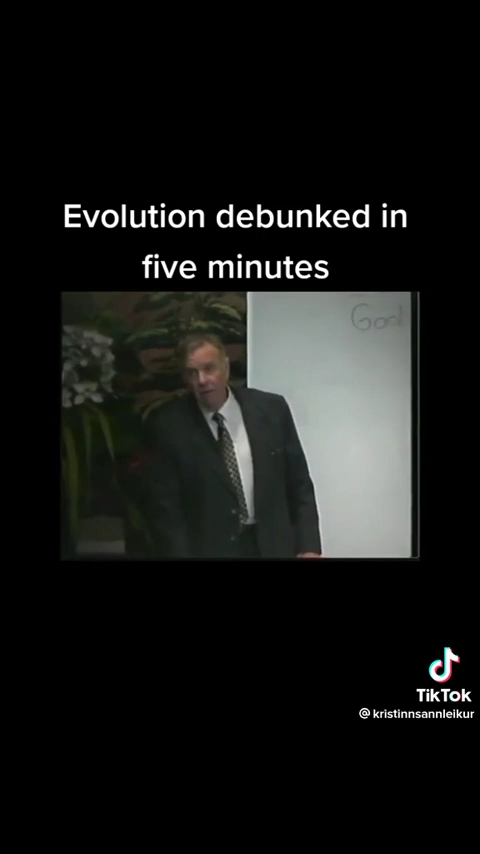 Evolution debunked in
five minutes
God
TikTok
@kristinnsannleikur